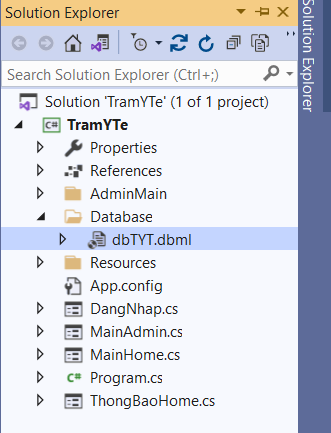 Solution Explorer
Search Solution Explorer (Ctrl+;)
Solution 'TramYTe' (1 of 1 project)
C# TramYTe
Properties
References
AdminMain
Database
dbTYT.dbml
Resources
App.config
DangNhap.cs
MainAdmin.cs
MainHome.cs
C# Program.cs
ThongBaoHome.cs
Solution Explorer